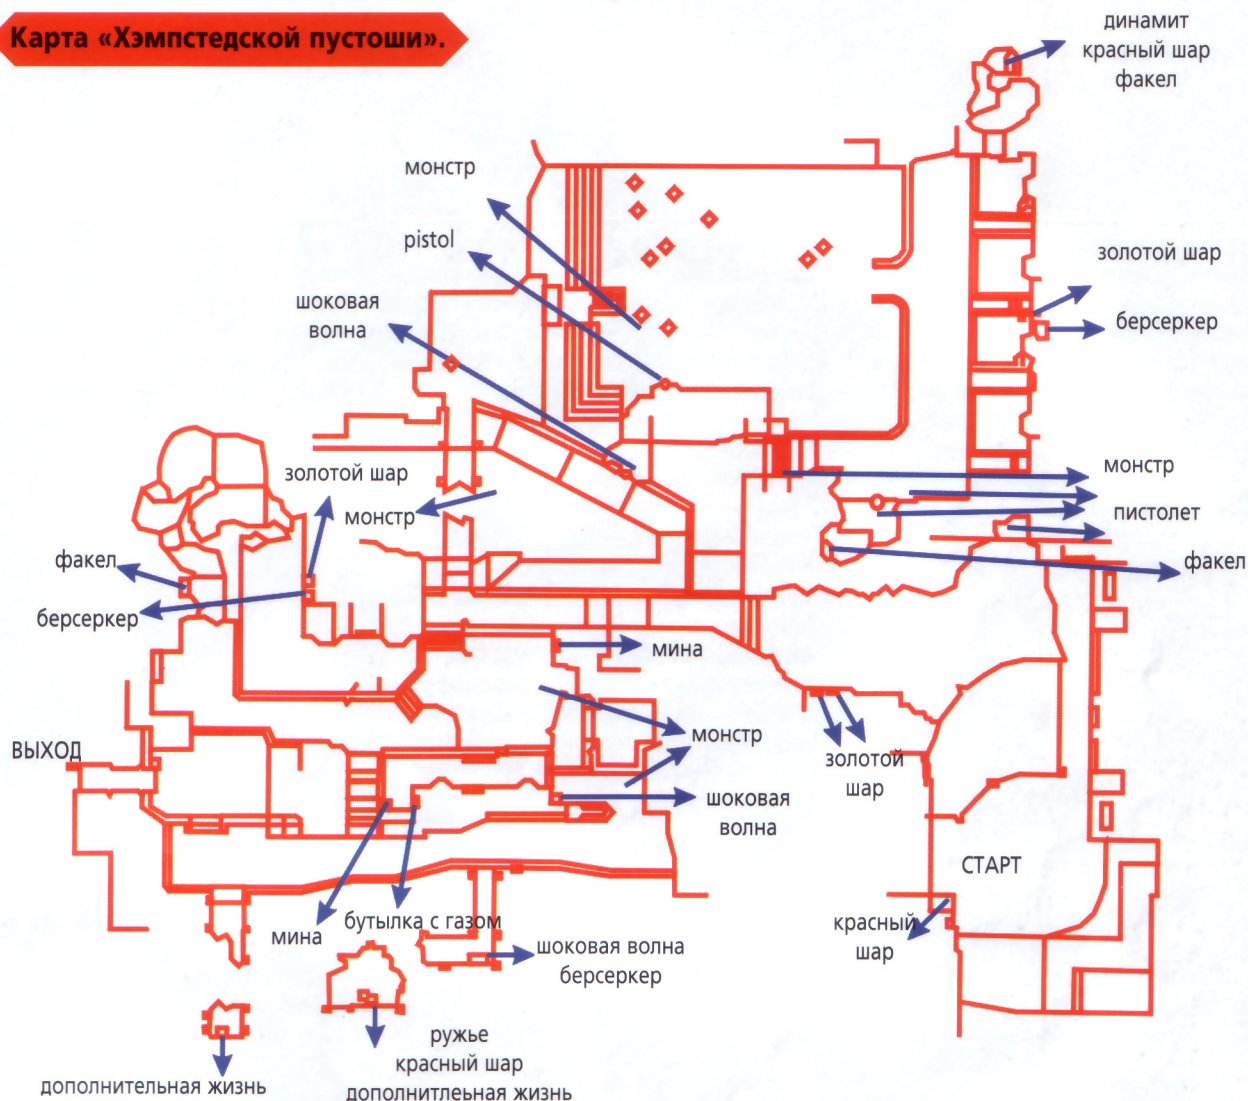 Карта «Хэмпстедской пустоши».
динамит
красный шар
факел
монстр
pistol
шоковая
волна
золотой шар
берсеркер
золотой шар
монстр
монстр
пистолет
факел
факел
берсеркер
мина
ВЫХОД
монстр
золотой
шар
шоковая
волна
СТАРТ
мина
бутылка с газом
шоковая волна
берсеркер
красный
шар
ружье
красный шар
дополнитлеьная жизнь
дополнительная жизнь